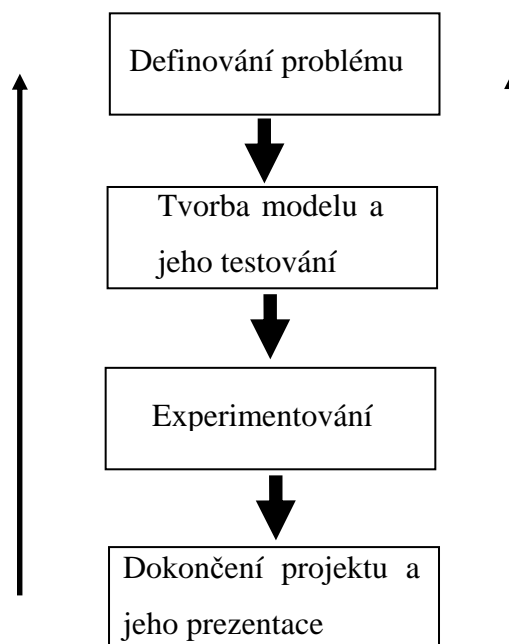 Definování problému
Tvorba modelu a
jeho testování
Experimentování
Dokončení projektu a
jeho prezentace